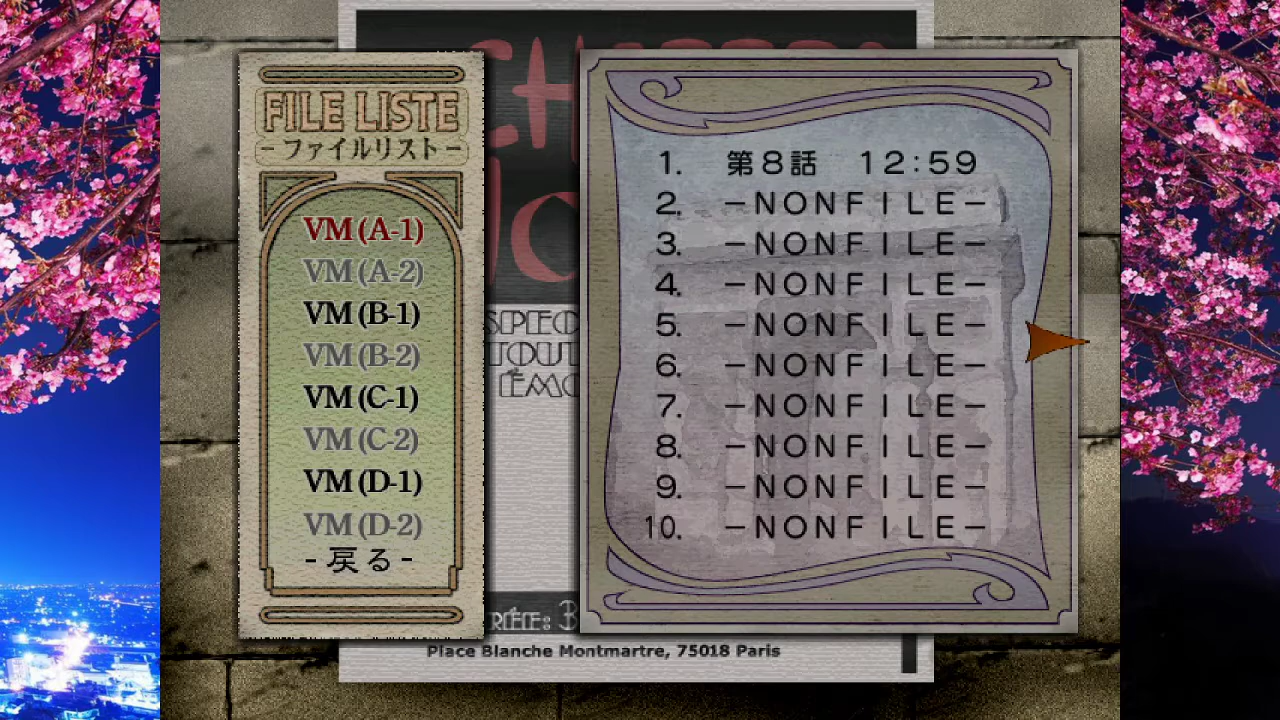 FILE LISTE
-ファイルリスト-
VM(A-1)
VM(A-2)
VM(B-1)
VM(B-2)
VM(C-1)
VM(C-2)
VM(D-1)
VM(D-2)
-戻る-
1. 第8話 12:59
2. -NONFILE-
3. -NONFILE-
4. -NONFILE-
5. -NONFILE-
6. -NONFILE-
7. -NONFILE-
8. -NONFILE-
9. -NONFILE-
10. -NONFILE-
Place Blanche Montmartre, 75018 Paris